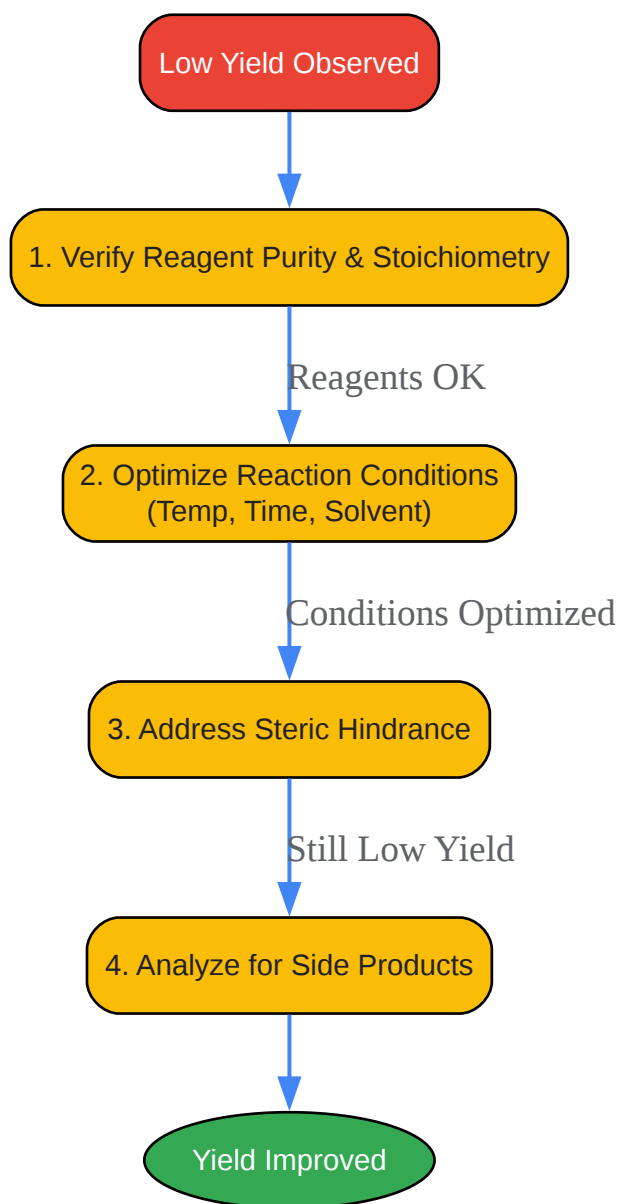 Low Yield Observed
1. Verify Reagent Purity & Stoichiometry
Reagents OK
2. Optimize Reaction Conditions
(Temp, Time, Solvent)
Conditions Optimized
3. Address Steric Hindrance
Still Low Yield
4. Analyze for Side Products
Yield Improved